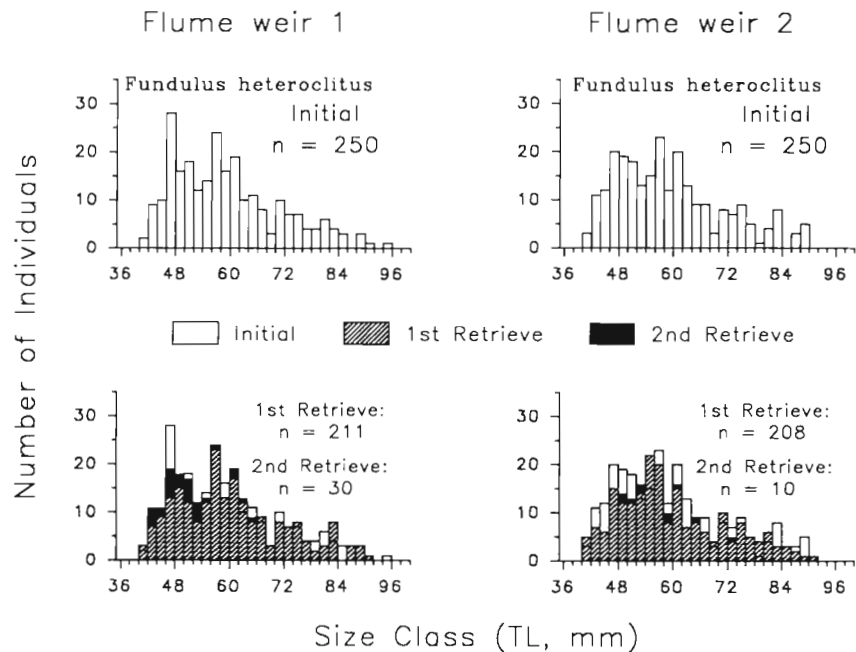 Flume weir 1
Flume weir 2
Number of Individuals
Fundulus heteroclitus
Initial
n = 250
30
20
10
0
36 48 60 72 84 96
Fundulus heteroclitus
Initial
n = 250
30
20
10
0
36 48 60 72 84 96
Initial
1st Retrieve
2nd Retrieve
1st Retrieve:
n = 211
2nd Retrieve:
n = 30
30
20
10
0
36 48 60 72 84 96
1st Retrieve:
n = 208
2nd Retrieve:
n = 10
30
20
10
0
36 48 60 72 84 96
Size Class (TL, mm)